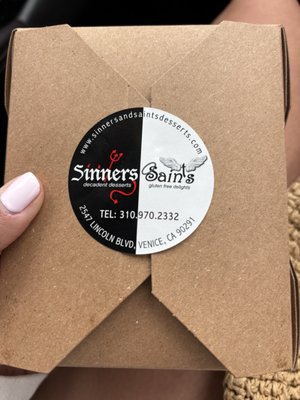 www.sinnersandsaintsdesserts.com
Sinners Saints
decadent desserts gluten free delights
TEL: 310.970.2332
2547 LINCOLN BLVD, VENICE, CA 90291